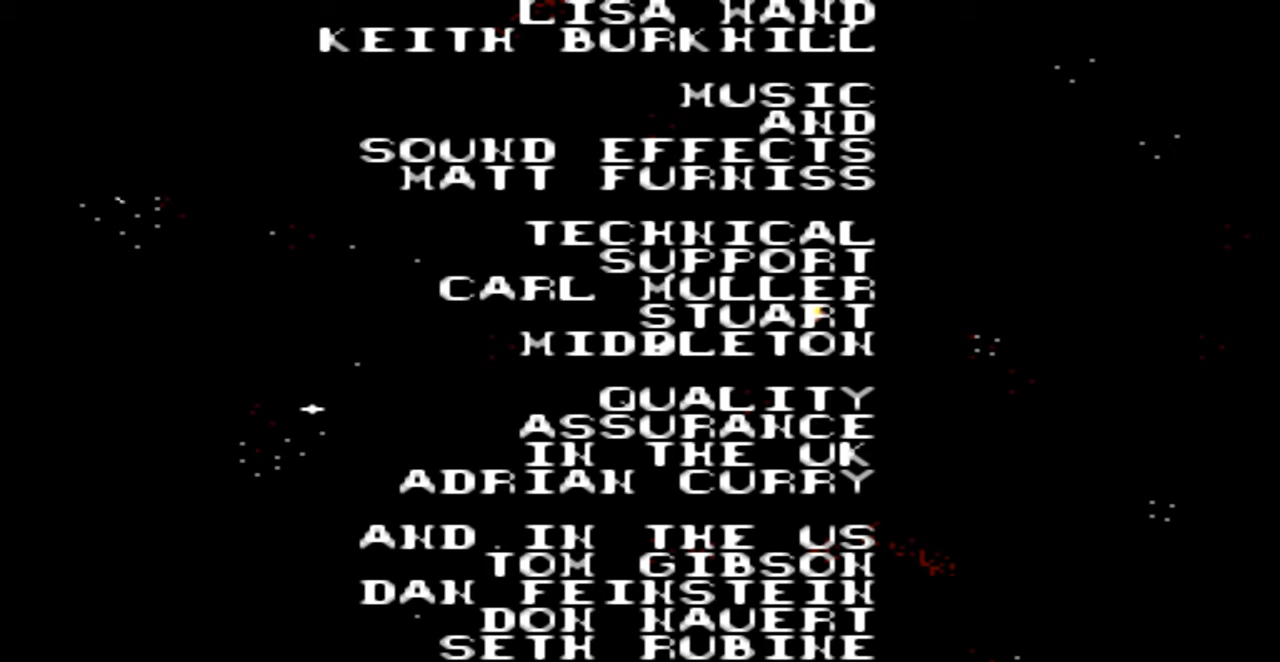 LISA WAND
KEITH BURKHILL
MUSIC
AND
SOUND EFFECTS
MATT FURNISS
TECHNICAL
SUPPORT
CARL MULLER
STUART
MIDDLETON
QUALITY
ASSURANCE
IN THE UK
ADRIAN CURRY
AND IN THE US
TOM GIBSON
DAN FEINSTEIN
DON NAUERT
SETH RUBINE